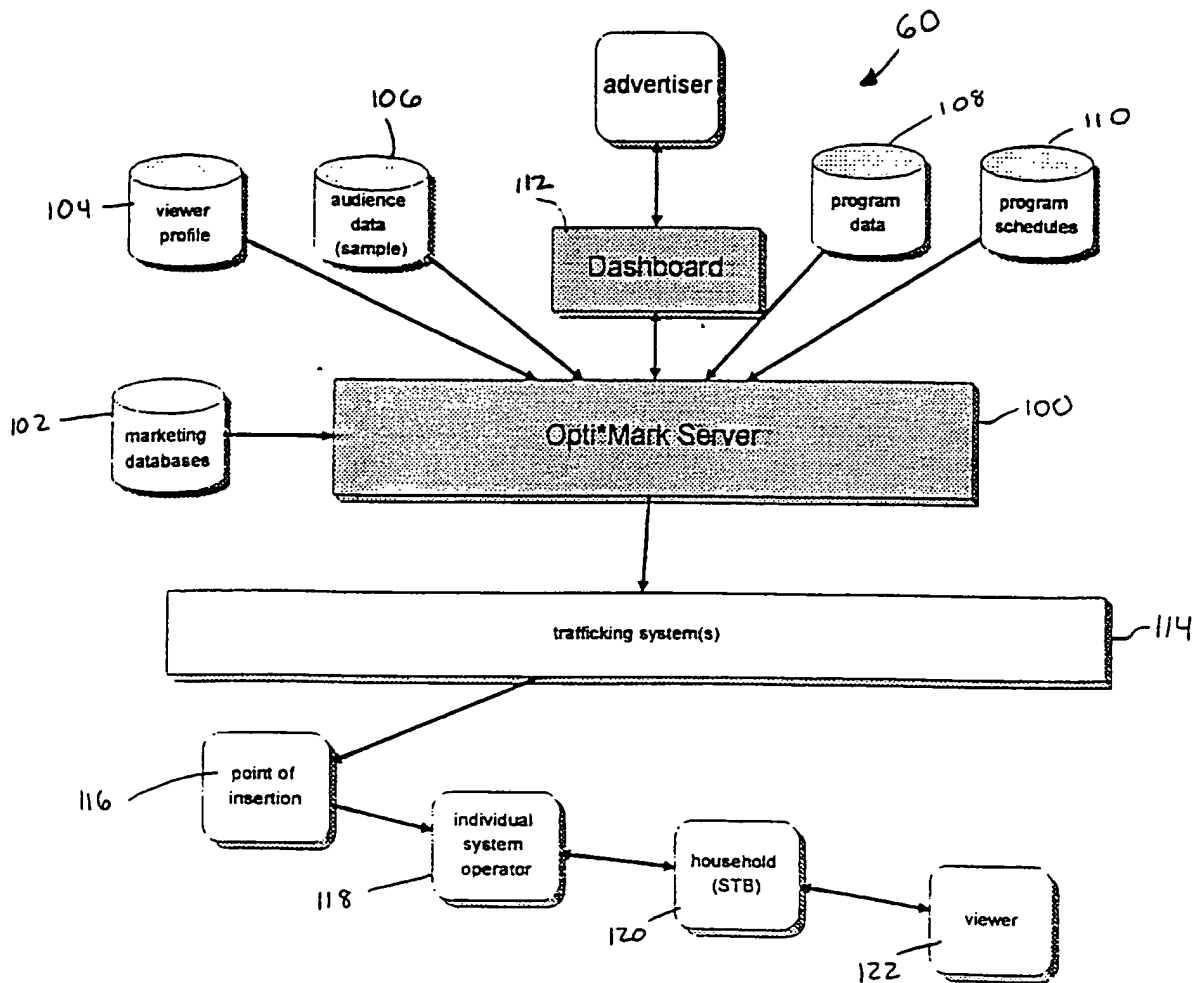 60
advertiser
106
108
110
104
viewer
profile
audience
data
(sample)
112
Dashboard
program
data
program
schedules
102
marketing
databases
Opti*Mark Server
100
trafficking system(s)
114
116
point of
insertion
118
individual
system
operator
120
household
(STB)
122
viewer